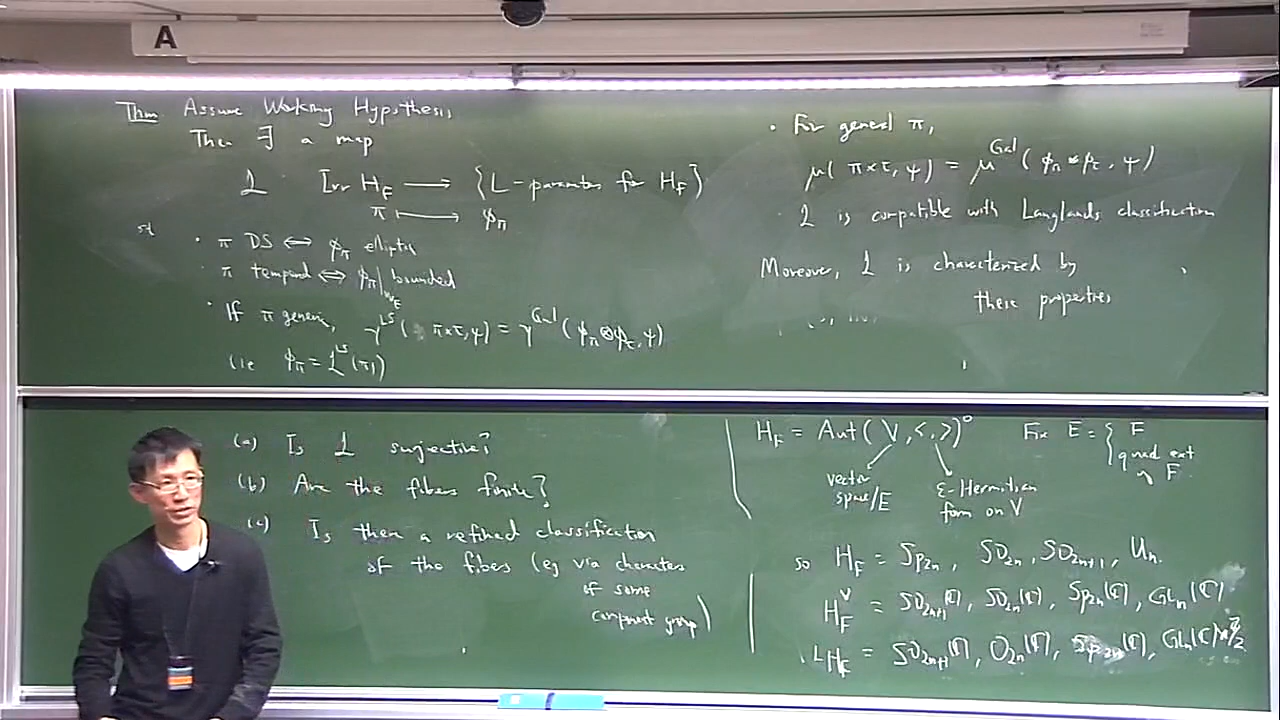 A
Thm Assume Working Hypothesis,
Then ∃ a map
L Irr H_F → {L-parameters for H_F}
π ↦ φ_π
st
· π DS ⇔ φ_π elliptic
· π tempered ⇔ φ_π|_{W_E} bounded
· If π generic, γ^{LS}(π×τ,ψ) = γ^{Gal}(φ_π⊗φ_τ,ψ)
(ie φ_π = L^{LS}(π))
· For general π,
μ(π×τ,ψ) = μ^{Gal}(φ_π⊗φ_τ,ψ)
· L is compatible with Langlands classification
Moreover, L is characterized by
these properties
(a) Is L surjective?
(b) Are the fibers finite?
(c) Is there a refined classification
of the fibers (eg via characters
of some
component group)
H_F = Aut(V,<,>)^0 Fix E = { F
quad ext
of F
vector
space/E
ε-Hermitian
form on V
so H_F = Sp_{2n}, SO_{2n}, SO_{2n+1}, U_n.
H_F^∨ = SO_{2n+1}(ℂ), SO_{2n}(ℂ), Sp_{2n}(ℂ), GL_n(ℂ)
^LH_F = SO_{2n+1}(ℂ), O_{2n}(ℂ), Sp_{2n}(ℂ), GL_n(ℂ)⋊ℤ/2